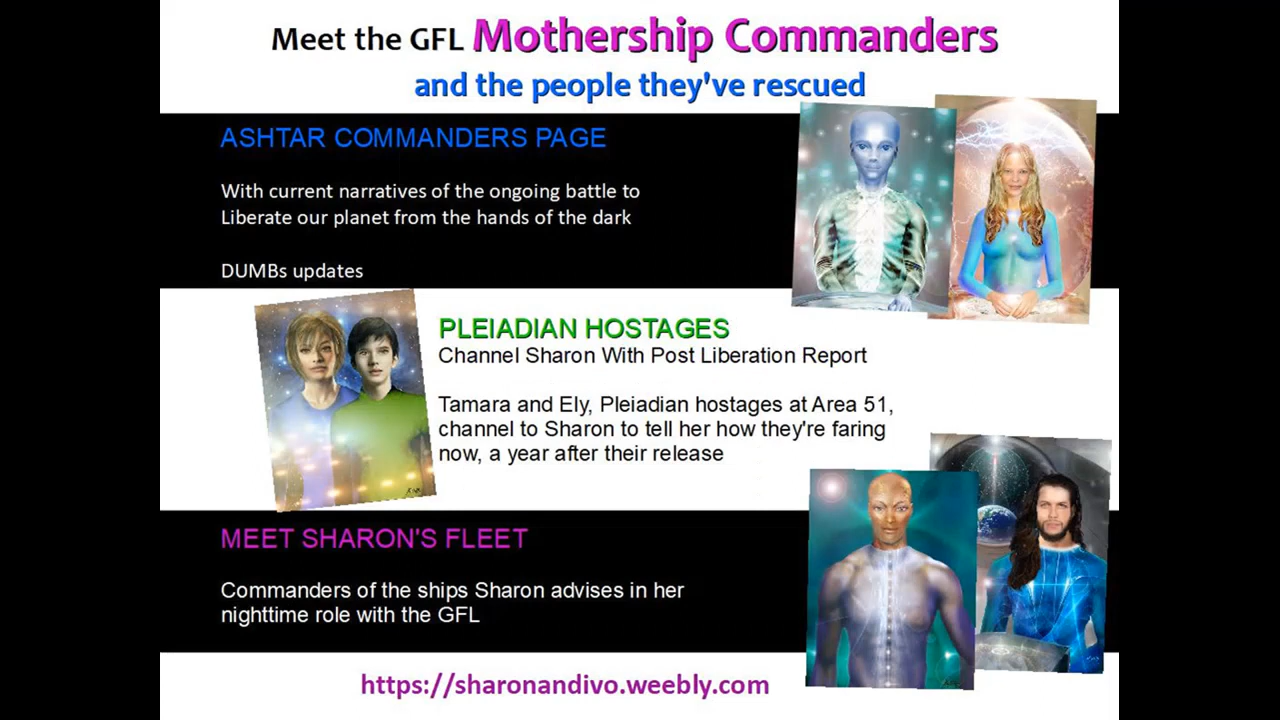 Meet the GFL Mothership Commanders
and the people they've rescued
ASHTAR COMMANDERS PAGE
With current narratives of the ongoing battle to
Liberate our planet from the hands of the dark
DUMBs updates
PLEIADIAN HOSTAGES
Channel Sharon With Post Liberation Report
Tamara and Ely, Pleiadian hostages at Area 51,
channel to Sharon to tell her how they're faring
now, a year after their release
MEET SHARON'S FLEET
Commanders of the ships Sharon advises in her
nighttime role with the GFL
https://sharonandivo.weebly.com